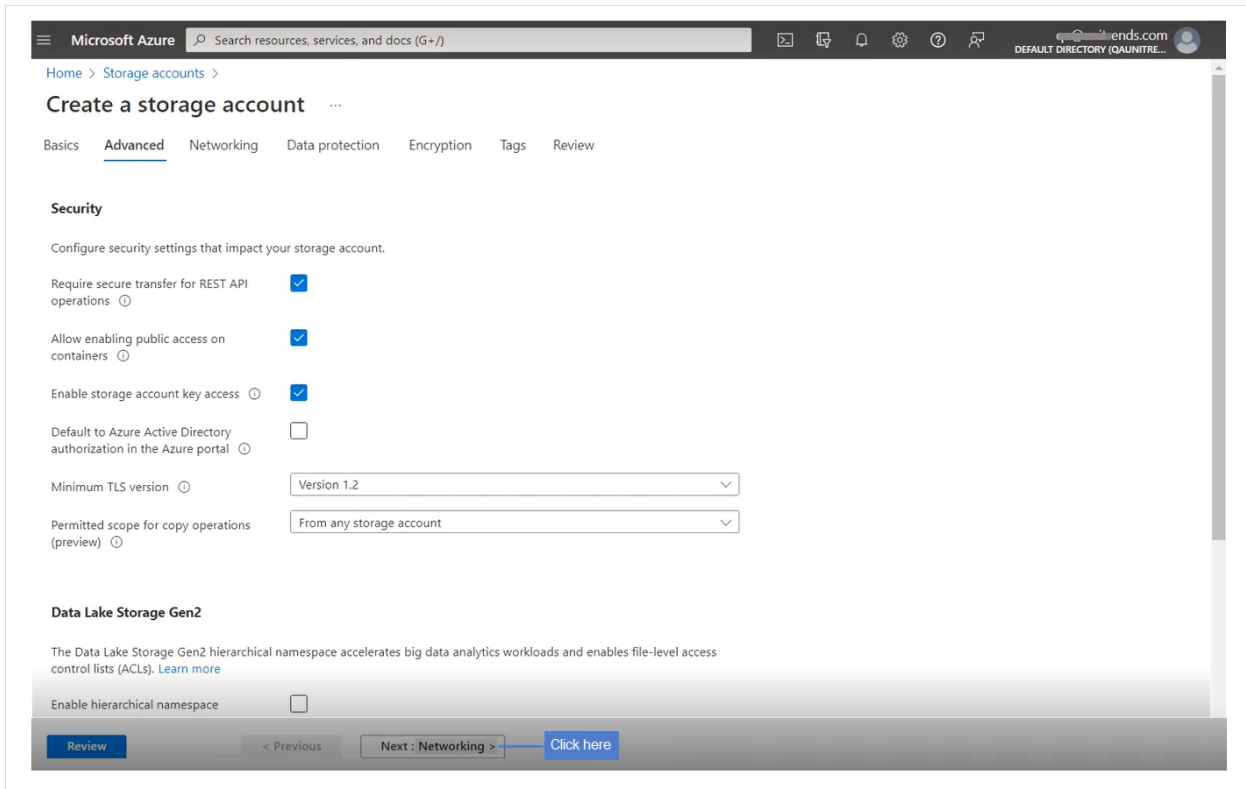 Microsoft Azure
Search resources, services, and docs (G+/)
ends.com
DEFAULT DIRECTORY (QAUNITRE...
Home > Storage accounts >
Create a storage account ...
Basics Advanced Networking Data protection Encryption Tags Review
Security
Configure security settings that impact your storage account.
Require secure transfer for REST API
operations
Allow enabling public access on
containers
Enable storage account key access
Default to Azure Active Directory
authorization in the Azure portal
Minimum TLS version Version 1.2
Permitted scope for copy operations From any storage account
(preview)
Data Lake Storage Gen2
The Data Lake Storage Gen2 hierarchical namespace accelerates big data analytics workloads and enables file-level access
control lists (ACLs). Learn more
Enable hierarchical namespace
Review < Previous Next : Networking > Click here